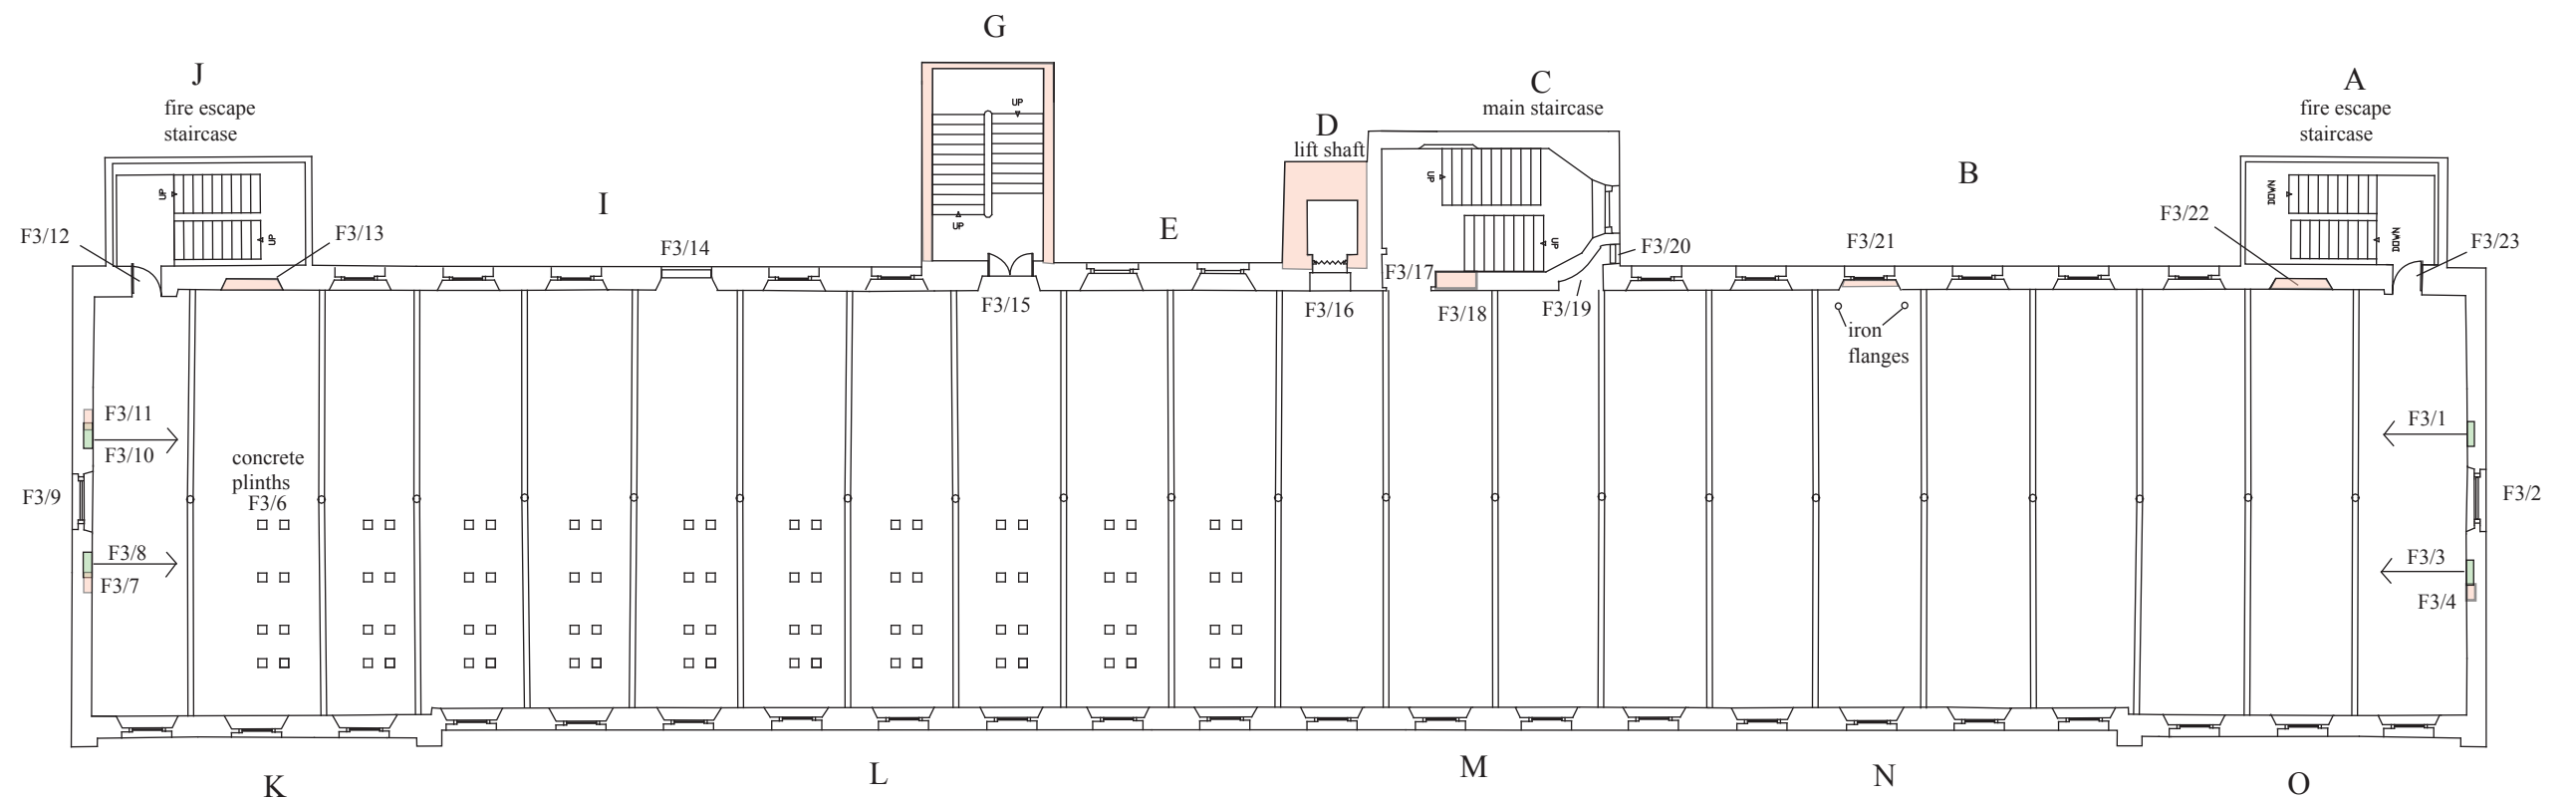 G
J
fire escape
staircase
C
main staircase
A
fire escape
staircase
D
lift shaft
I
E
B
UP
UP
UP
UP
UP
UP
DOWN
DOWN
F3/12
F3/13
F3/14
F3/15
F3/16
F3/17
F3/18
F3/19
F3/20
F3/21
F3/22
F3/23
iron
flanges
F3/11
F3/10
concrete
plinths
F3/6
F3/9
F3/8
F3/7
F3/1
F3/2
F3/3
F3/4
K
L
M
N
O